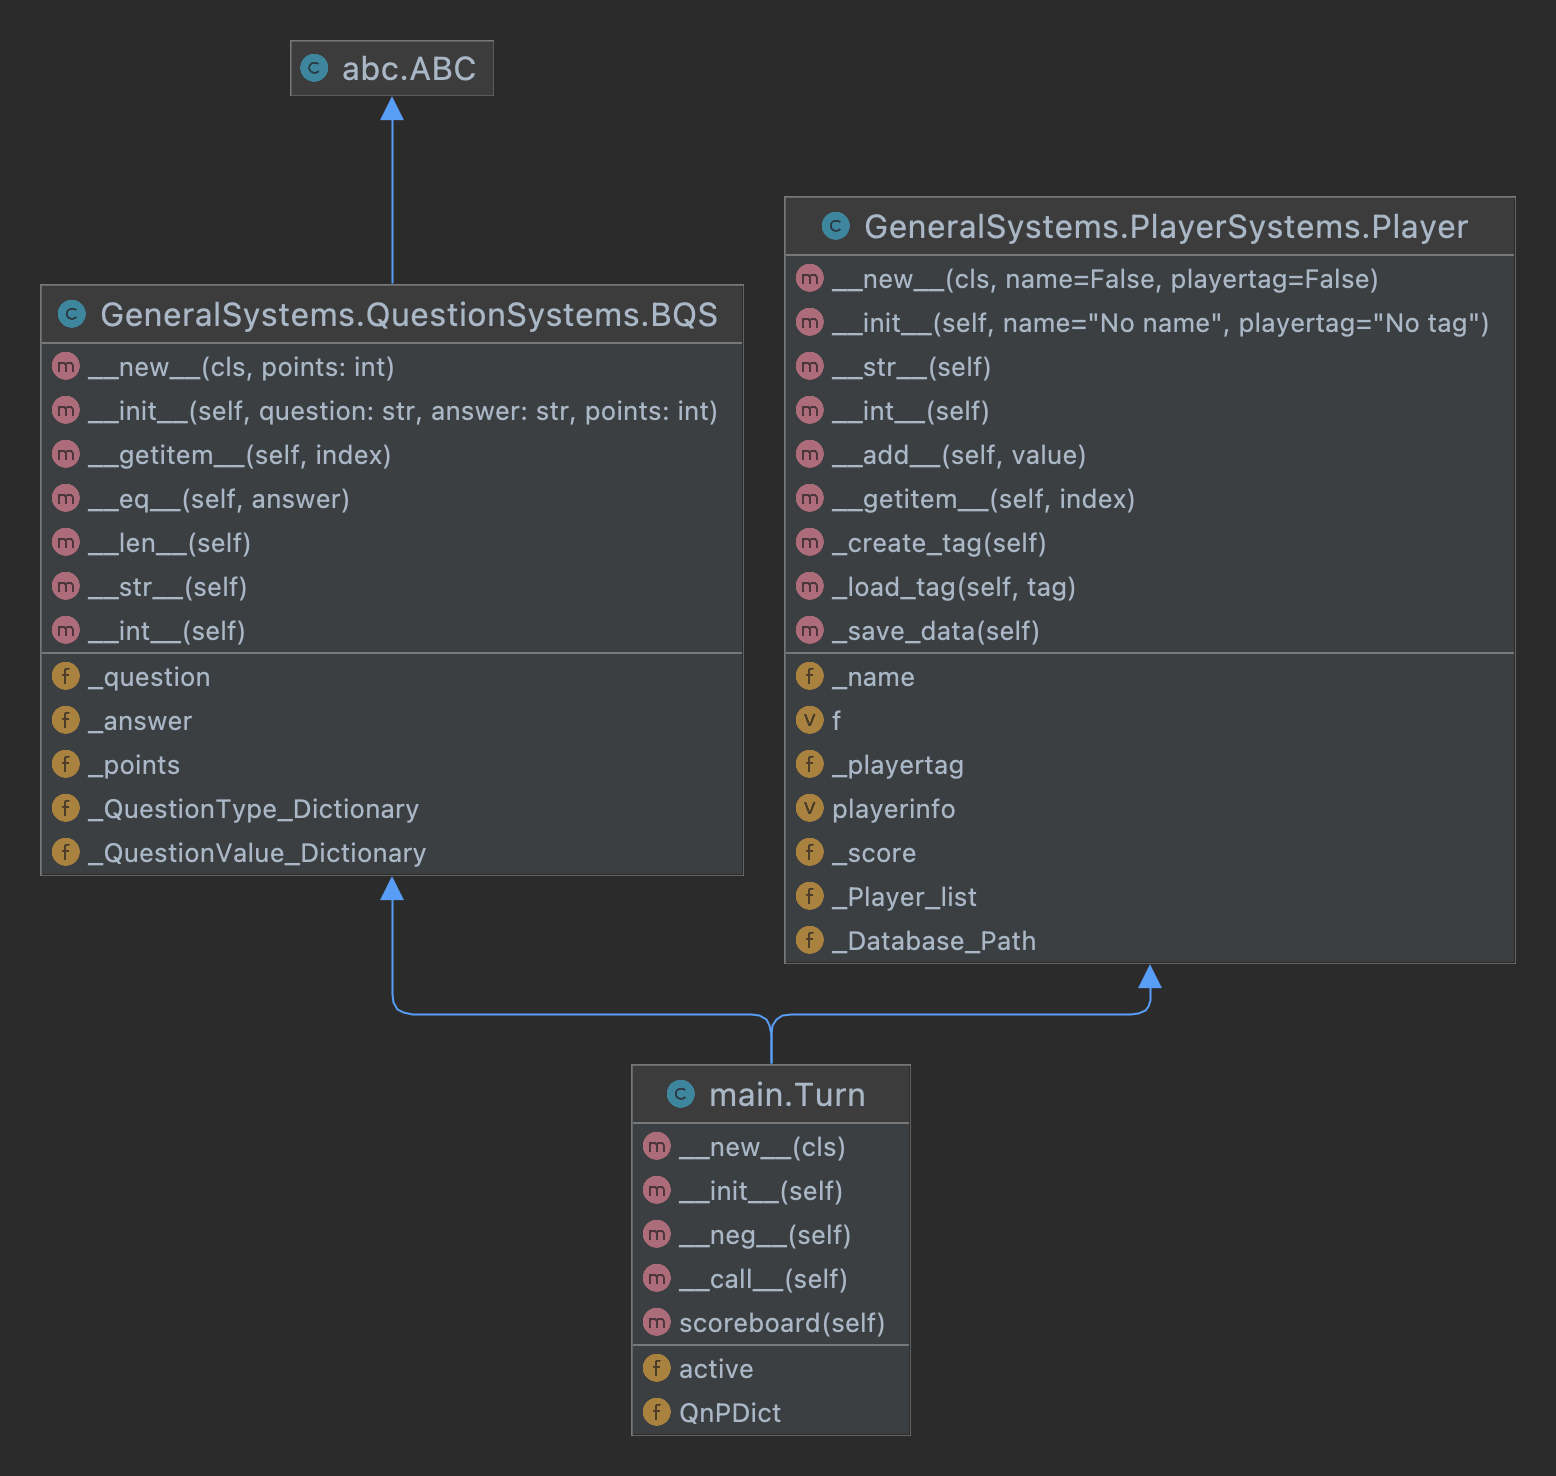 C abc.ABC
C GeneralSystems.QuestionSystems.BQS
m __new__(cls, points: int)
m __init__(self, question: str, answer: str, points: int)
m __getitem__(self, index)
m __eq__(self, answer)
m __len__(self)
m __str__(self)
m __int__(self)
f _question
f _answer
f _points
f _QuestionType_Dictionary
f _QuestionValue_Dictionary
C GeneralSystems.PlayerSystems.Player
m __new__(cls, name=False, playertag=False)
m __init__(self, name="No name", playertag="No tag")
m __str__(self)
m __int__(self)
m __add__(self, value)
m __getitem__(self, index)
m _create_tag(self)
m _load_tag(self, tag)
m _save_data(self)
f _name
v f
f _playertag
v playerinfo
f _score
f _Player_list
f _Database_Path
C main.Turn
m __new__(cls)
m __init__(self)
m __neg__(self)
m __call__(self)
m scoreboard(self)
f active
f QnPDict